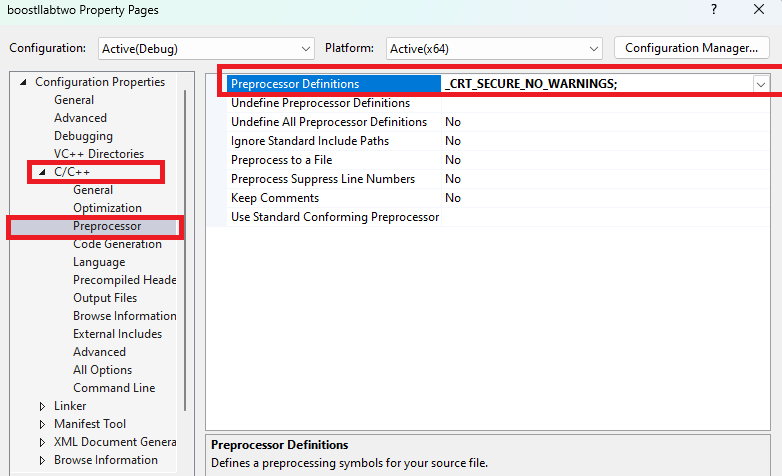 boostllabtwo Property Pages ? ×
Configuration: Active(Debug) Platform: Active(x64) Configuration Manager...
Configuration Properties
General
Advanced
Debugging
VC++ Directories
C/C++
General
Optimization
Preprocessor
Code Generation
Language
Precompiled Heade
Output Files
Browse Information
External Includes
Advanced
All Options
Command Line
Linker
Manifest Tool
XML Document Genera
Browse Information
Preprocessor Definitions _CRT_SECURE_NO_WARNINGS;
Undefine Preprocessor Definitions
Undefine All Preprocessor Definitions No
Ignore Standard Include Paths No
Preprocess to a File No
Preprocess Suppress Line Numbers No
Keep Comments No
Use Standard Conforming Preprocessor
Preprocessor Definitions
Defines a preprocessing symbols for your source file.